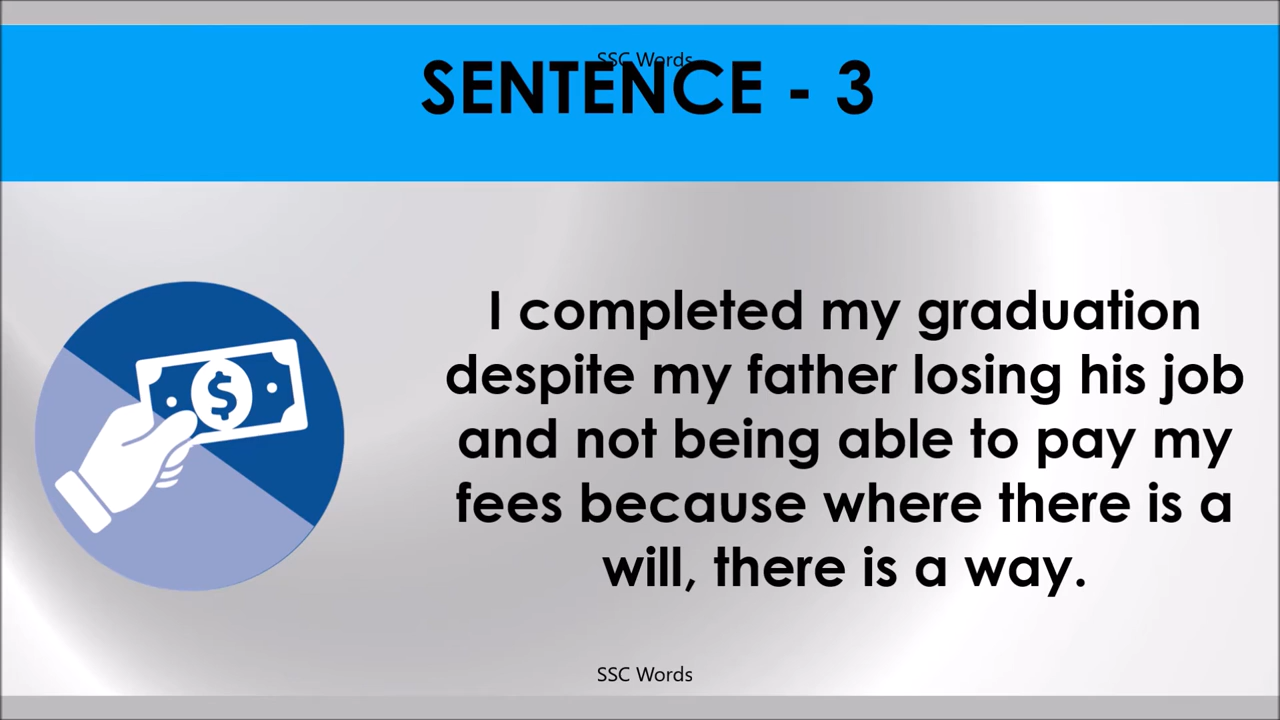 SSC Words
SENTENCE - 3
$
I completed my graduation
despite my father losing his job
and not being able to pay my
fees because where there is a
will, there is a way.
SSC Words